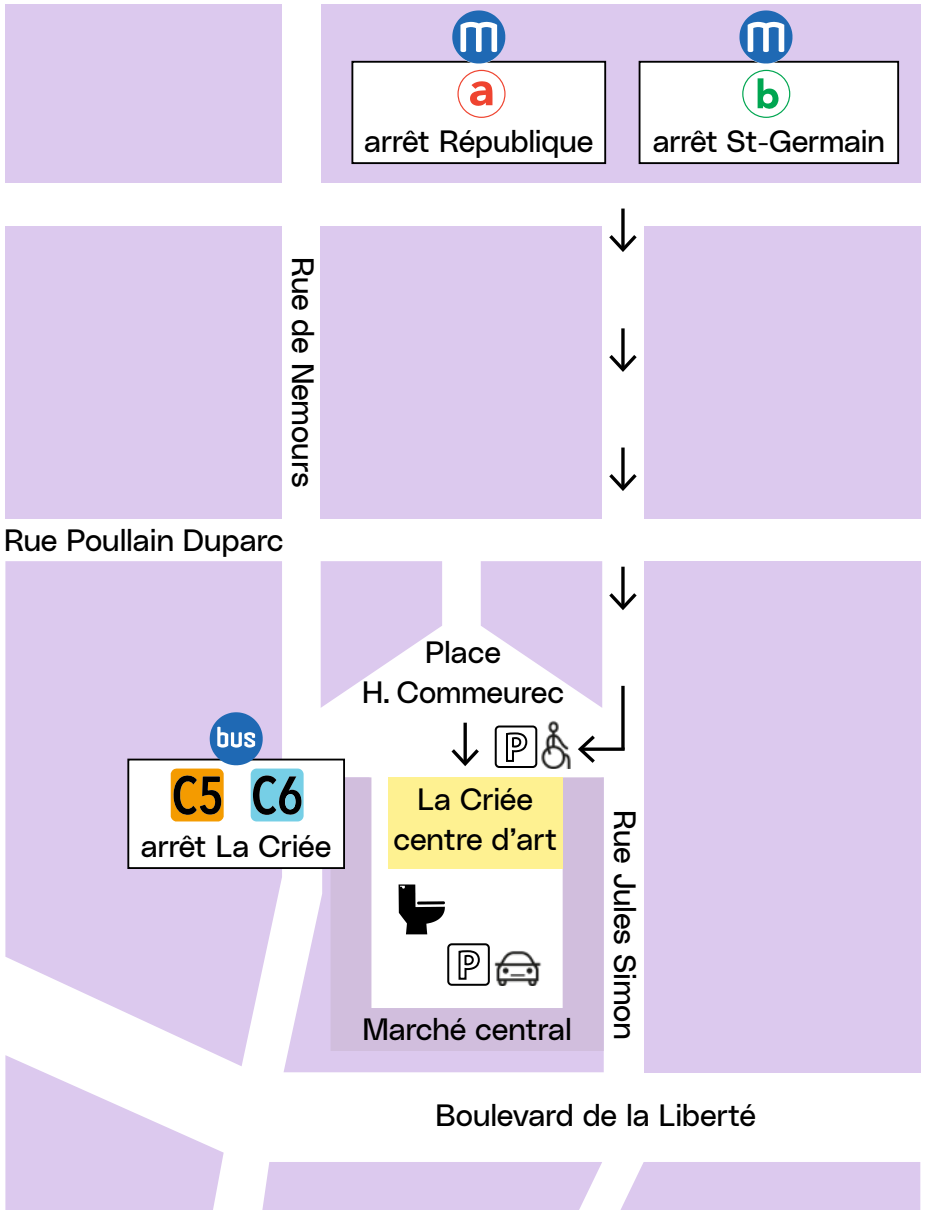 m
m
a
b
arrêt République
arrêt St-Germain
Rue de Nemours
Rue Poullain Duparc
Place
H. Commeurec
P
bus
C5 C6
arrêt La Criée
La Criée
centre d'art
Rue Jules Simon
P
Marché central
Boulevard de la Liberté